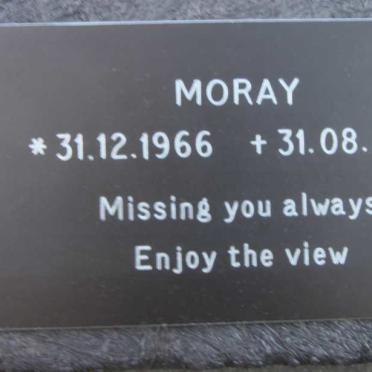 MORAY
* 31.12.1966 + 31.08.
Missing you always
Enjoy the view